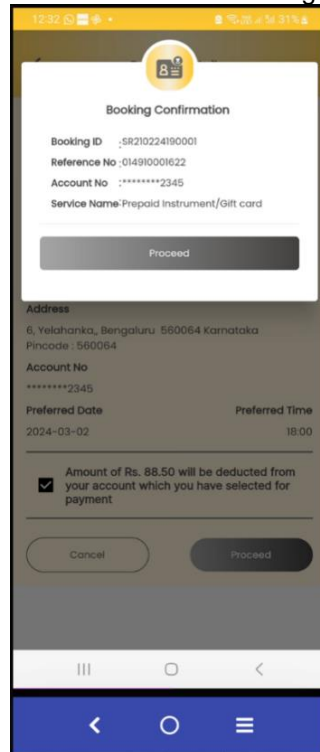 12:32
31%
Booking Confirmation
Booking ID :SR210224190001
Reference No :014910001622
Account No :********2345
Service Name:Prepaid Instrument/Gift card
Proceed
Address
6, Yelahanka,, Bengaluru 560064 Karnataka
Pincode : 560064
Account No
********2345
Preferred Date Preferred Time
2024-03-02 18:00
Amount of Rs. 88.50 will be deducted from
your account which you have selected for
payment
Cancel Proceed